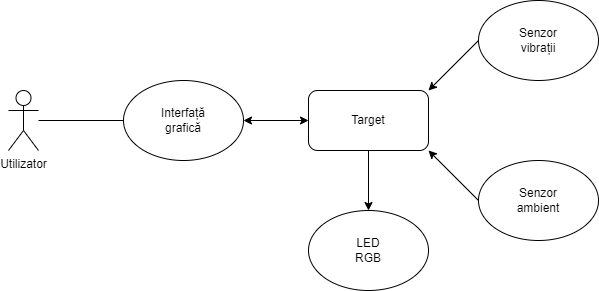 Senzor
vibrații
Interfață
grafică
Target
Utilizator
Senzor
ambient
LED
RGB